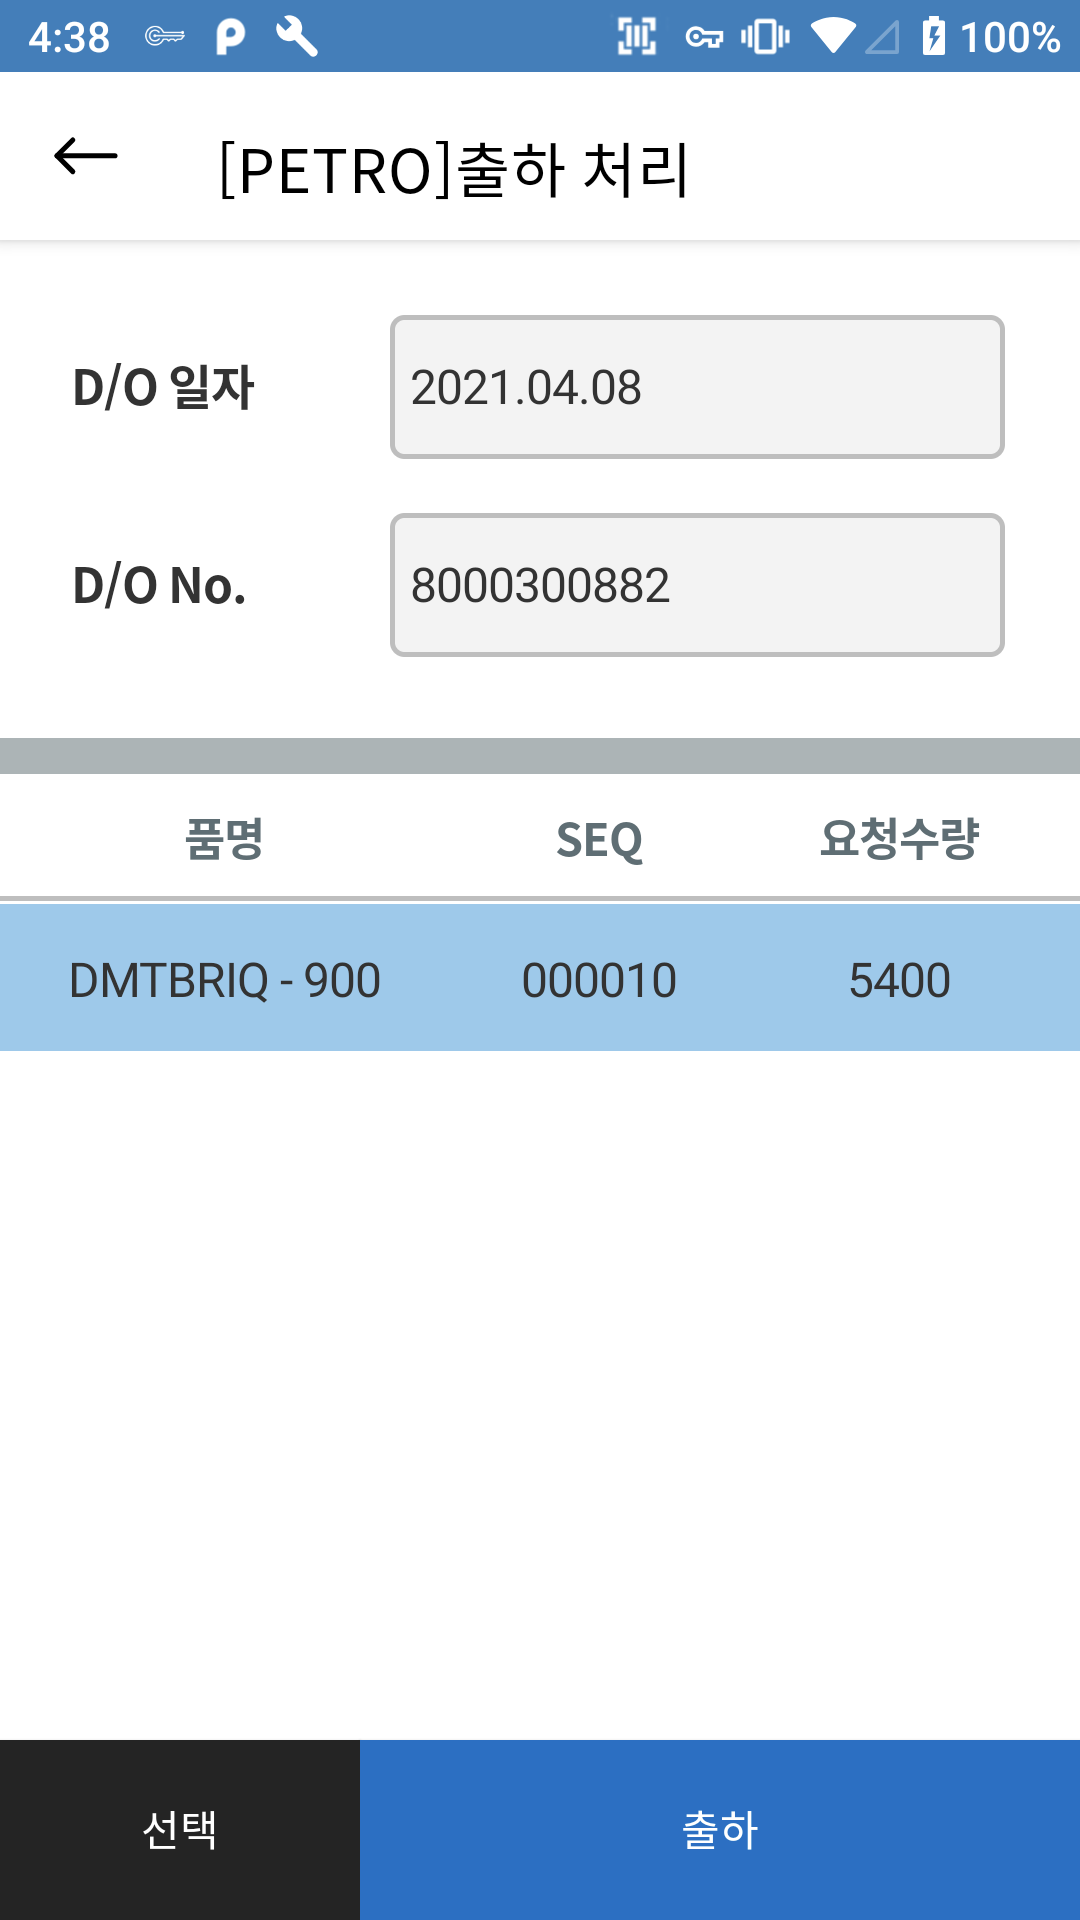 4:38 100%
[PETRO]출하 처리
D/O 일자 2021.04.08
D/O No. 8000300882
품명 SEQ 요청수량
DMTBRIQ - 900 000010 5400
선택 출하